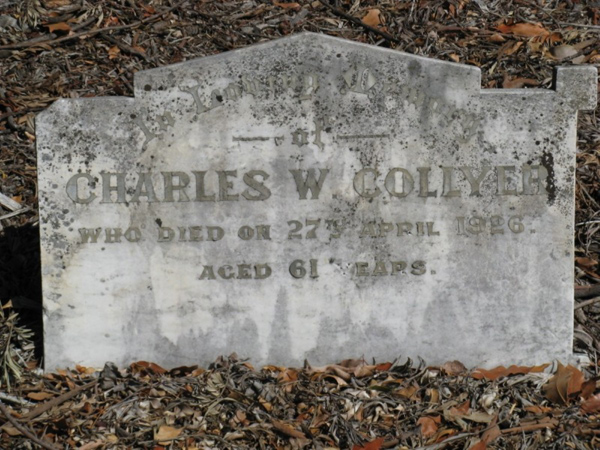 In Loving Memory
of
CHARLES W. COLLYER
WHO DIED ON 27TH APRIL 1926.
AGED 61 YEARS.